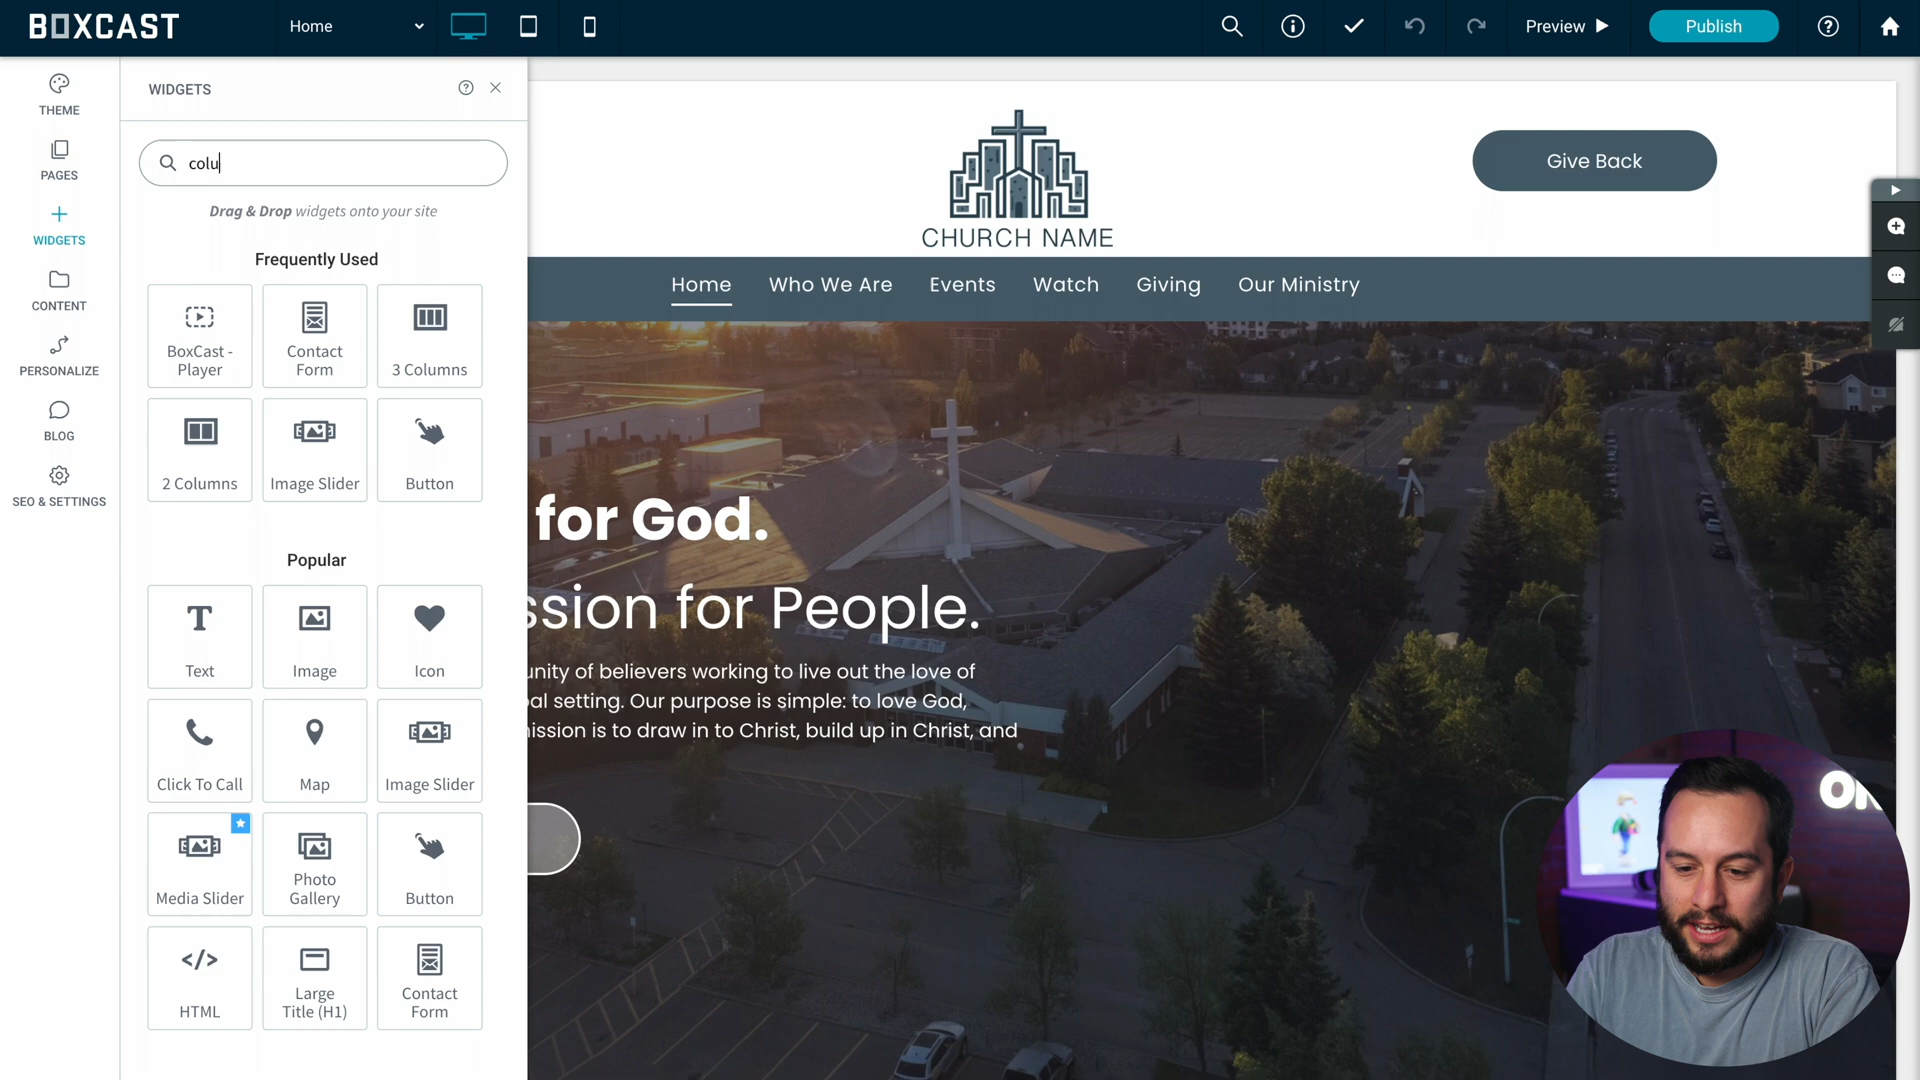 BOXCAST
Home
Preview
Publish
THEME
PAGES
WIDGETS
CONTENT
PERSONALIZE
BLOG
SEO & SETTINGS
WIDGETS
colu
Drag & Drop widgets onto your site
Frequently Used
BoxCast -
Player
Contact
Form
3 Columns
2 Columns
Image Slider
Button
Popular
Text
Image
Icon
Click To Call
Map
Image Slider
Media Slider
Photo
Gallery
Button
HTML
Large
Title (H1)
Contact
Form
CHURCH NAME
Give Back
Home
Who We Are
Events
Watch
Giving
Our Ministry
for God.
ssion for People.
unity of believers working to live out the love of
al setting. Our purpose is simple: to love God,
ission is to draw in to Christ, build up in Christ, and